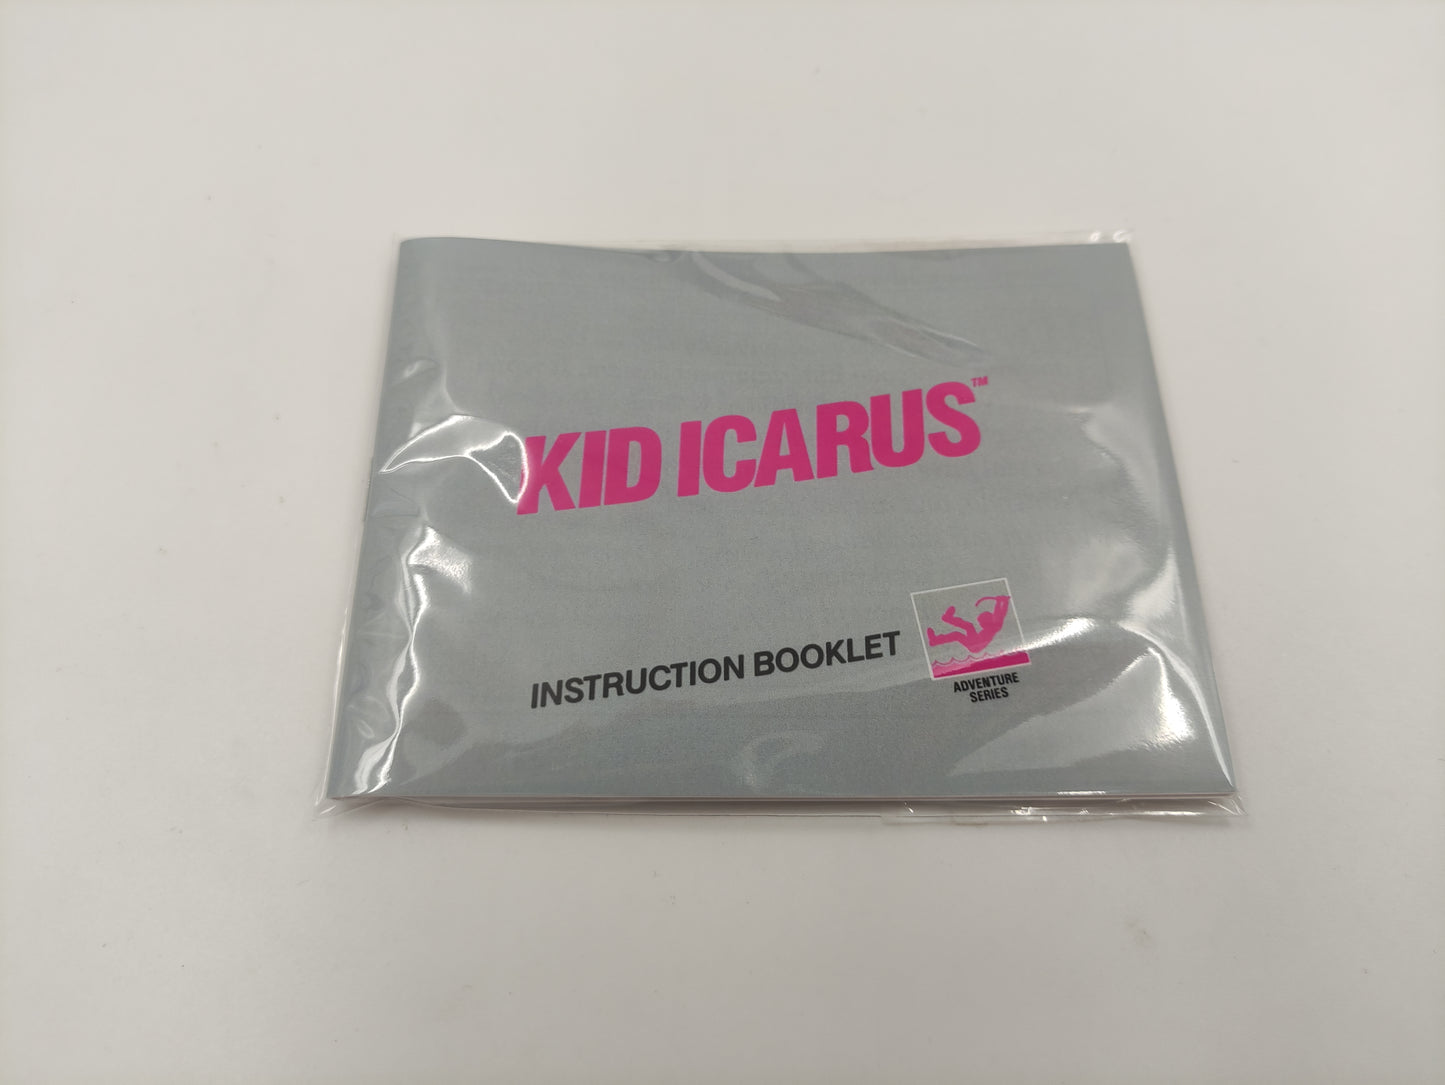 KID ICARUS™
INSTRUCTION BOOKLET
ADVENTURE
SERIES